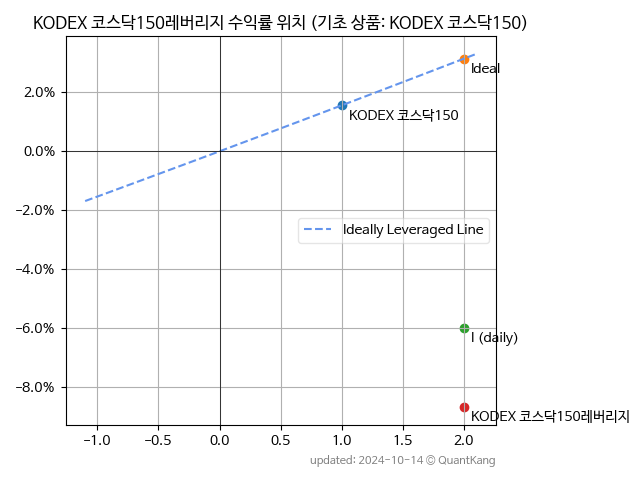 KODEX 코스닥150레버리지 수익률 위치 (기초 상품: KODEX 코스닥150)
Ideal
2.0%
KODEX 코스닥150
0.0%
−2.0%
Ideally Leveraged Line
−4.0%
−6.0%
I (daily)
−8.0%
KODEX 코스닥150레버리지
−1.0
−0.5
0.0
0.5
1.0
1.5
2.0
updated: 2024-10-14 © QuantKang